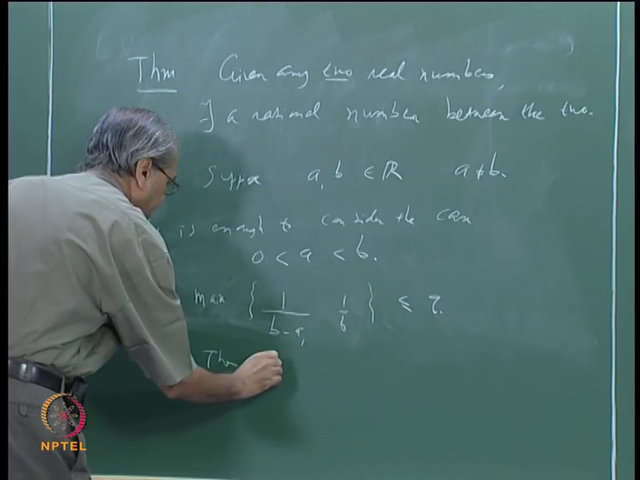 Thm Given any two real numbers,
∃ a rational number between the two.
Suppose a, b ∈ ℝ a ≠ b.
is enough to consider the case
0 < a < b.
Max { 1/(b-a), 1/b } ≤ q.
Then
NPTEL